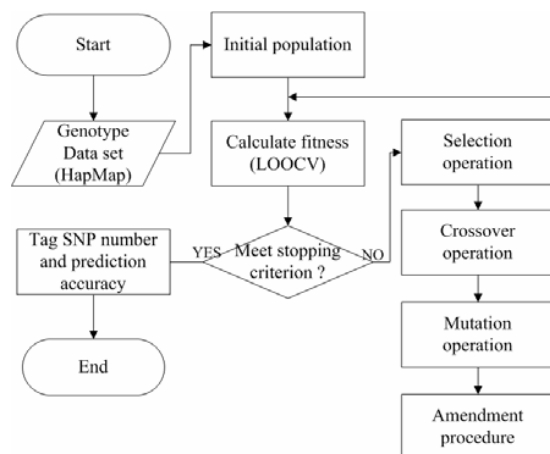 Start
Genotype
Data set
(HapMap)
Initial population
Calculate fitness
(LOOCV)
Meet stopping
criterion ?
YES
NO
Tag SNP number
and prediction
accuracy
End
Selection
operation
Crossover
operation
Mutation
operation
Amendment
procedure